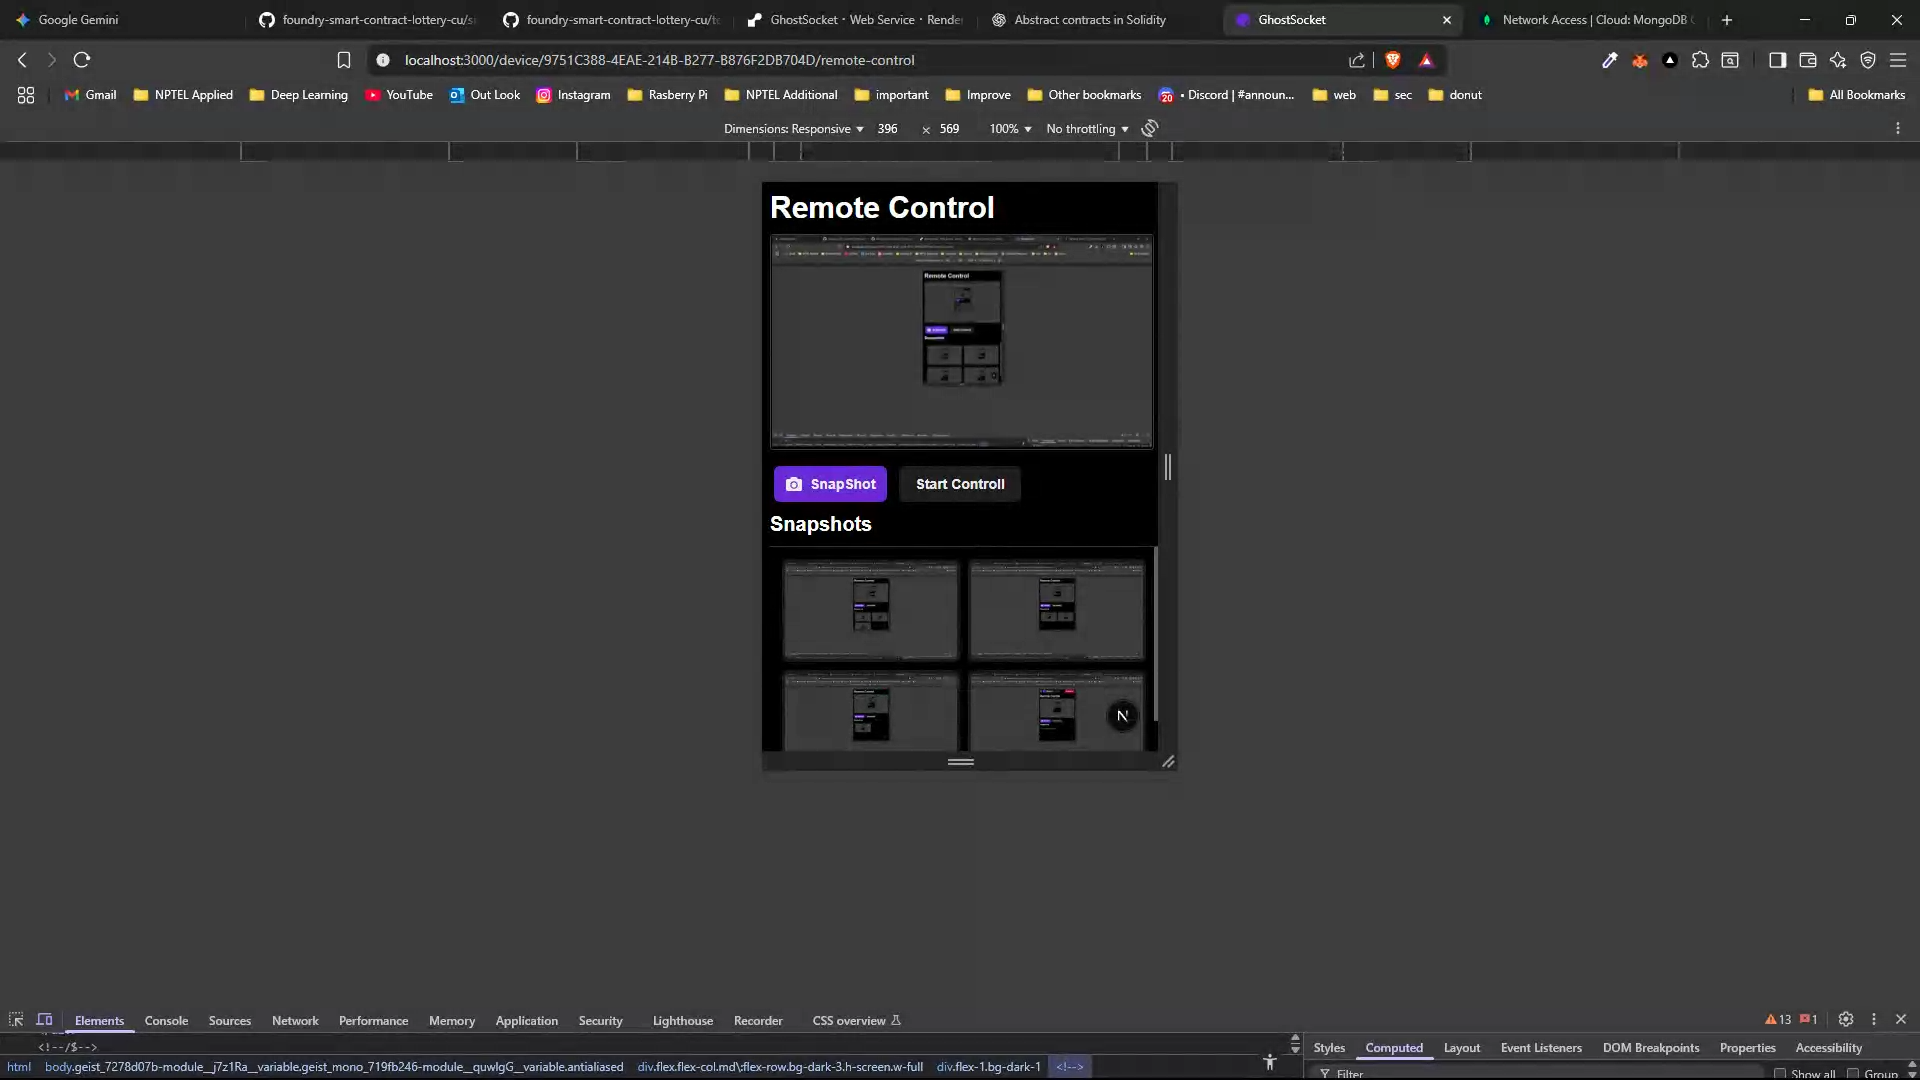 Google Gemini
foundry-smart-contract-lottery-cu/s
foundry-smart-contract-lottery-cu/t
GhostSocket · Web Service · Rende
Abstract contracts in Solidity
GhostSocket
Network Access | Cloud: MongoDB
localhost:3000/device/9751C388-4EAE-214B-B277-B876F2DB704D/remote-control
Gmail
NPTEL Applied
Deep Learning
YouTube
Out Look
Instagram
Rasberry Pi
NPTEL Additional
important
Improve
Other bookmarks
20
• Discord | #announ...
web
sec
donut
All Bookmarks
Dimensions: Responsive
396 x 569
100%
No throttling
Remote Control
Remote Control
SnapShot
Start Controll
Snapshots
N
Elements
Console
Sources
Network
Performance
Memory
Application
Security
Lighthouse
Recorder
CSS overview
13
1
<!--/$-->
Styles
Computed
Layout
Event Listeners
DOM Breakpoints
Properties
Accessibility
html
body.geist_7278d07b-module__j7z1Ra__variable.geist_mono_719fb246-module__quwIgG__variable.antialiased
div.flex.flex-col.md\:flex-row.bg-dark-3.h-screen.w-full
div.flex-1.bg-dark-1
<!-->
Filter
Show all
Group